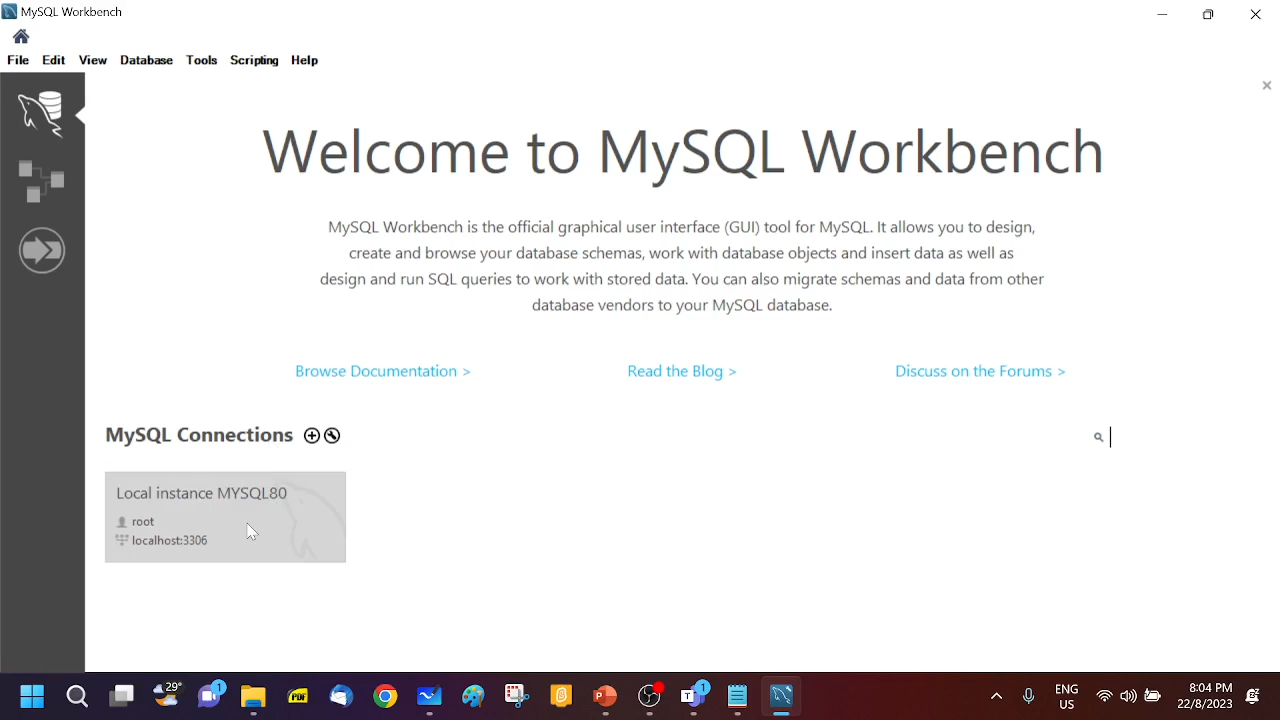 MySQL Workbench
File Edit View Database Tools Scripting Help
Welcome to MySQL Workbench
MySQL Workbench is the official graphical user interface (GUI) tool for MySQL. It allows you to design,
create and browse your database schemas, work with database objects and insert data as well as
design and run SQL queries to work with stored data. You can also migrate schemas and data from other
database vendors to your MySQL database.
Browse Documentation > Read the Blog > Discuss on the Forums >
MySQL Connections
Local instance MYSQL80
root
localhost:3306
29°
1
PDF
1
ENG
US
8:04 PM
22/8/2023